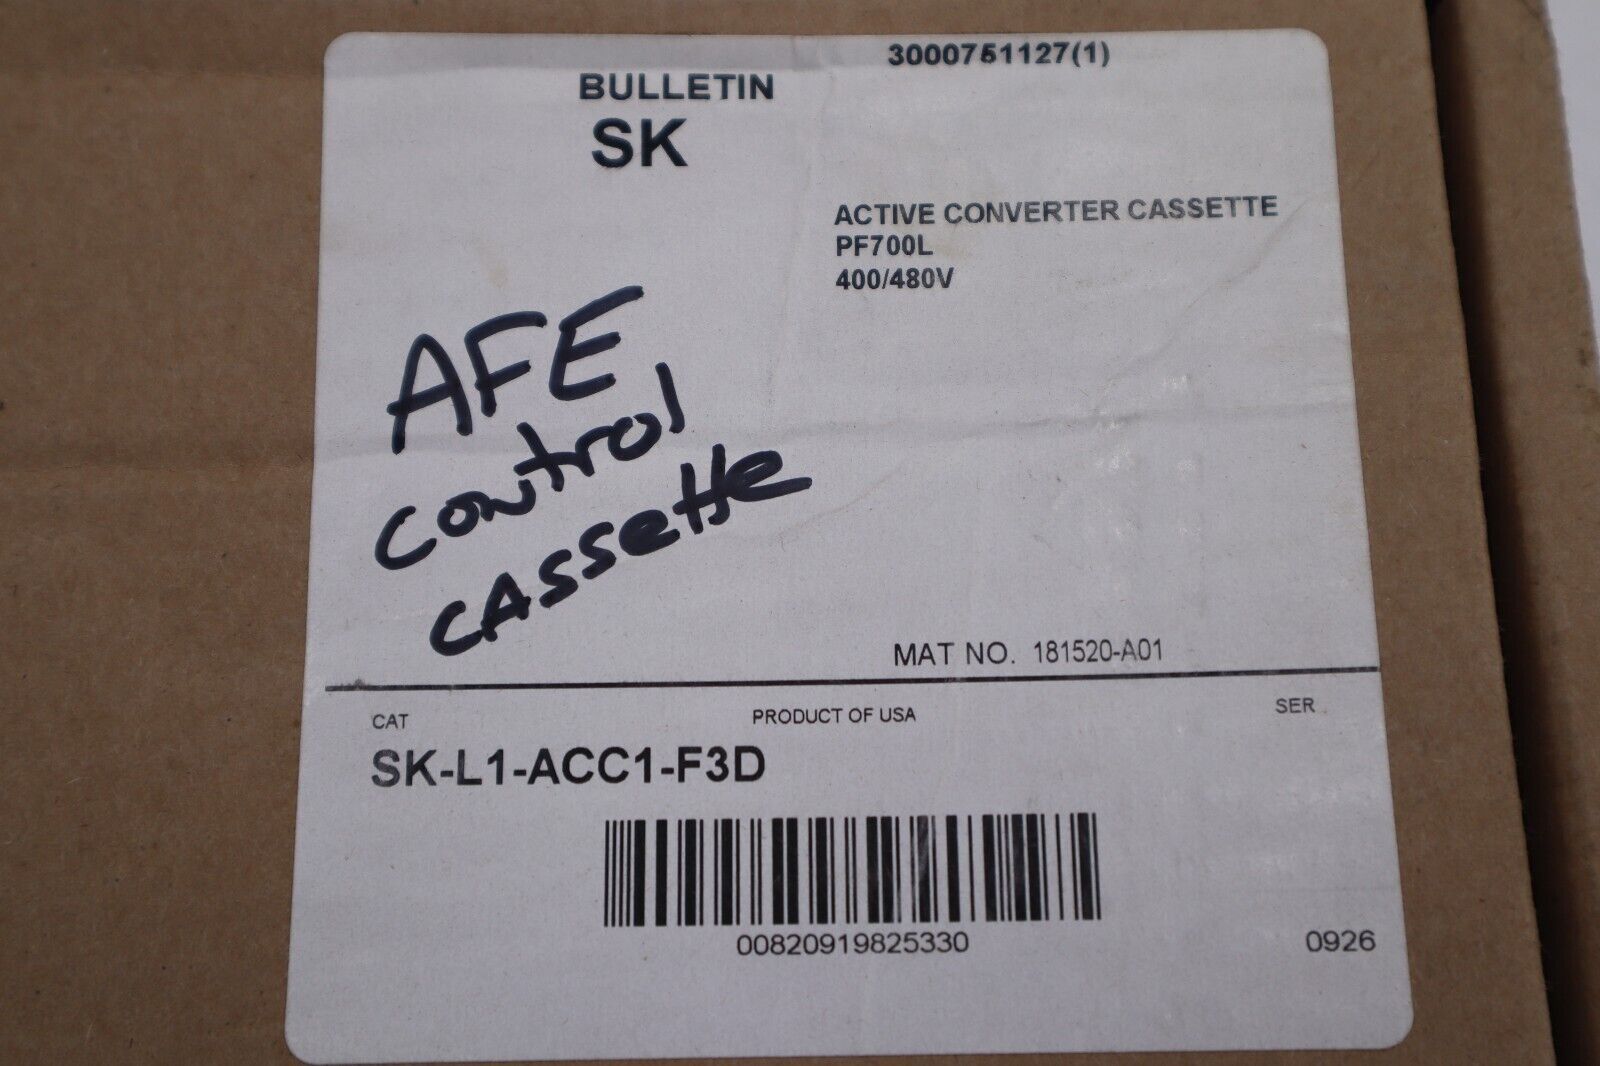 3000751127(1)
BULLETIN
SK
ACTIVE CONVERTER CASSETTE
PF700L
400/480V
AFE
control
cAssette
MAT NO. 181520-A01
CAT PRODUCT OF USA SER
SK-L1-ACC1-F3D
00820919825330 0926